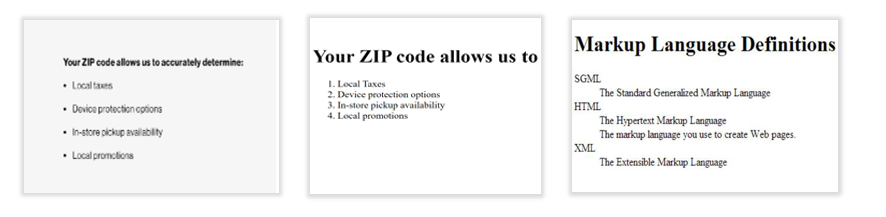 Your ZIP code allows us to accurately determine:
• Local taxes
• Device protection options
• In-store pickup availability
• Local promotions
Your ZIP code allows us to
1. Local Taxes
2. Device protection options
3. In-store pickup availability
4. Local promotions
Markup Language Definitions
SGML
The Standard Generalized Markup Language
HTML
The Hypertext Markup Language
The markup language you use to create Web pages.
XML
The Extensible Markup Language